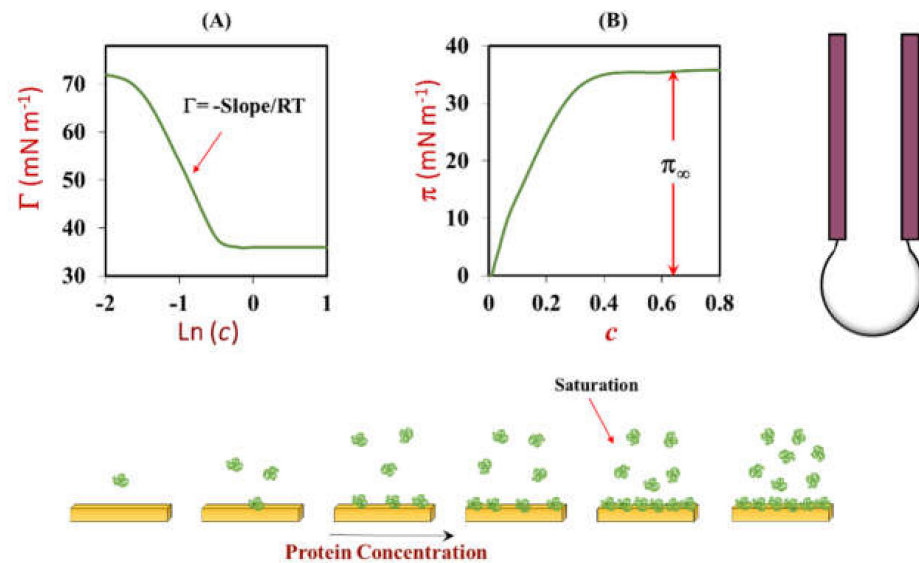 (A)
70
60
50
40
30
-2
-1
0
1
Γ (mN m⁻¹)
Ln (c)
Γ= -Slope/RT
(B)
40
30
20
10
0
0
0.2
0.4
0.6
0.8
π (mN m⁻¹)
c
π∞
Saturation
Protein Concentration